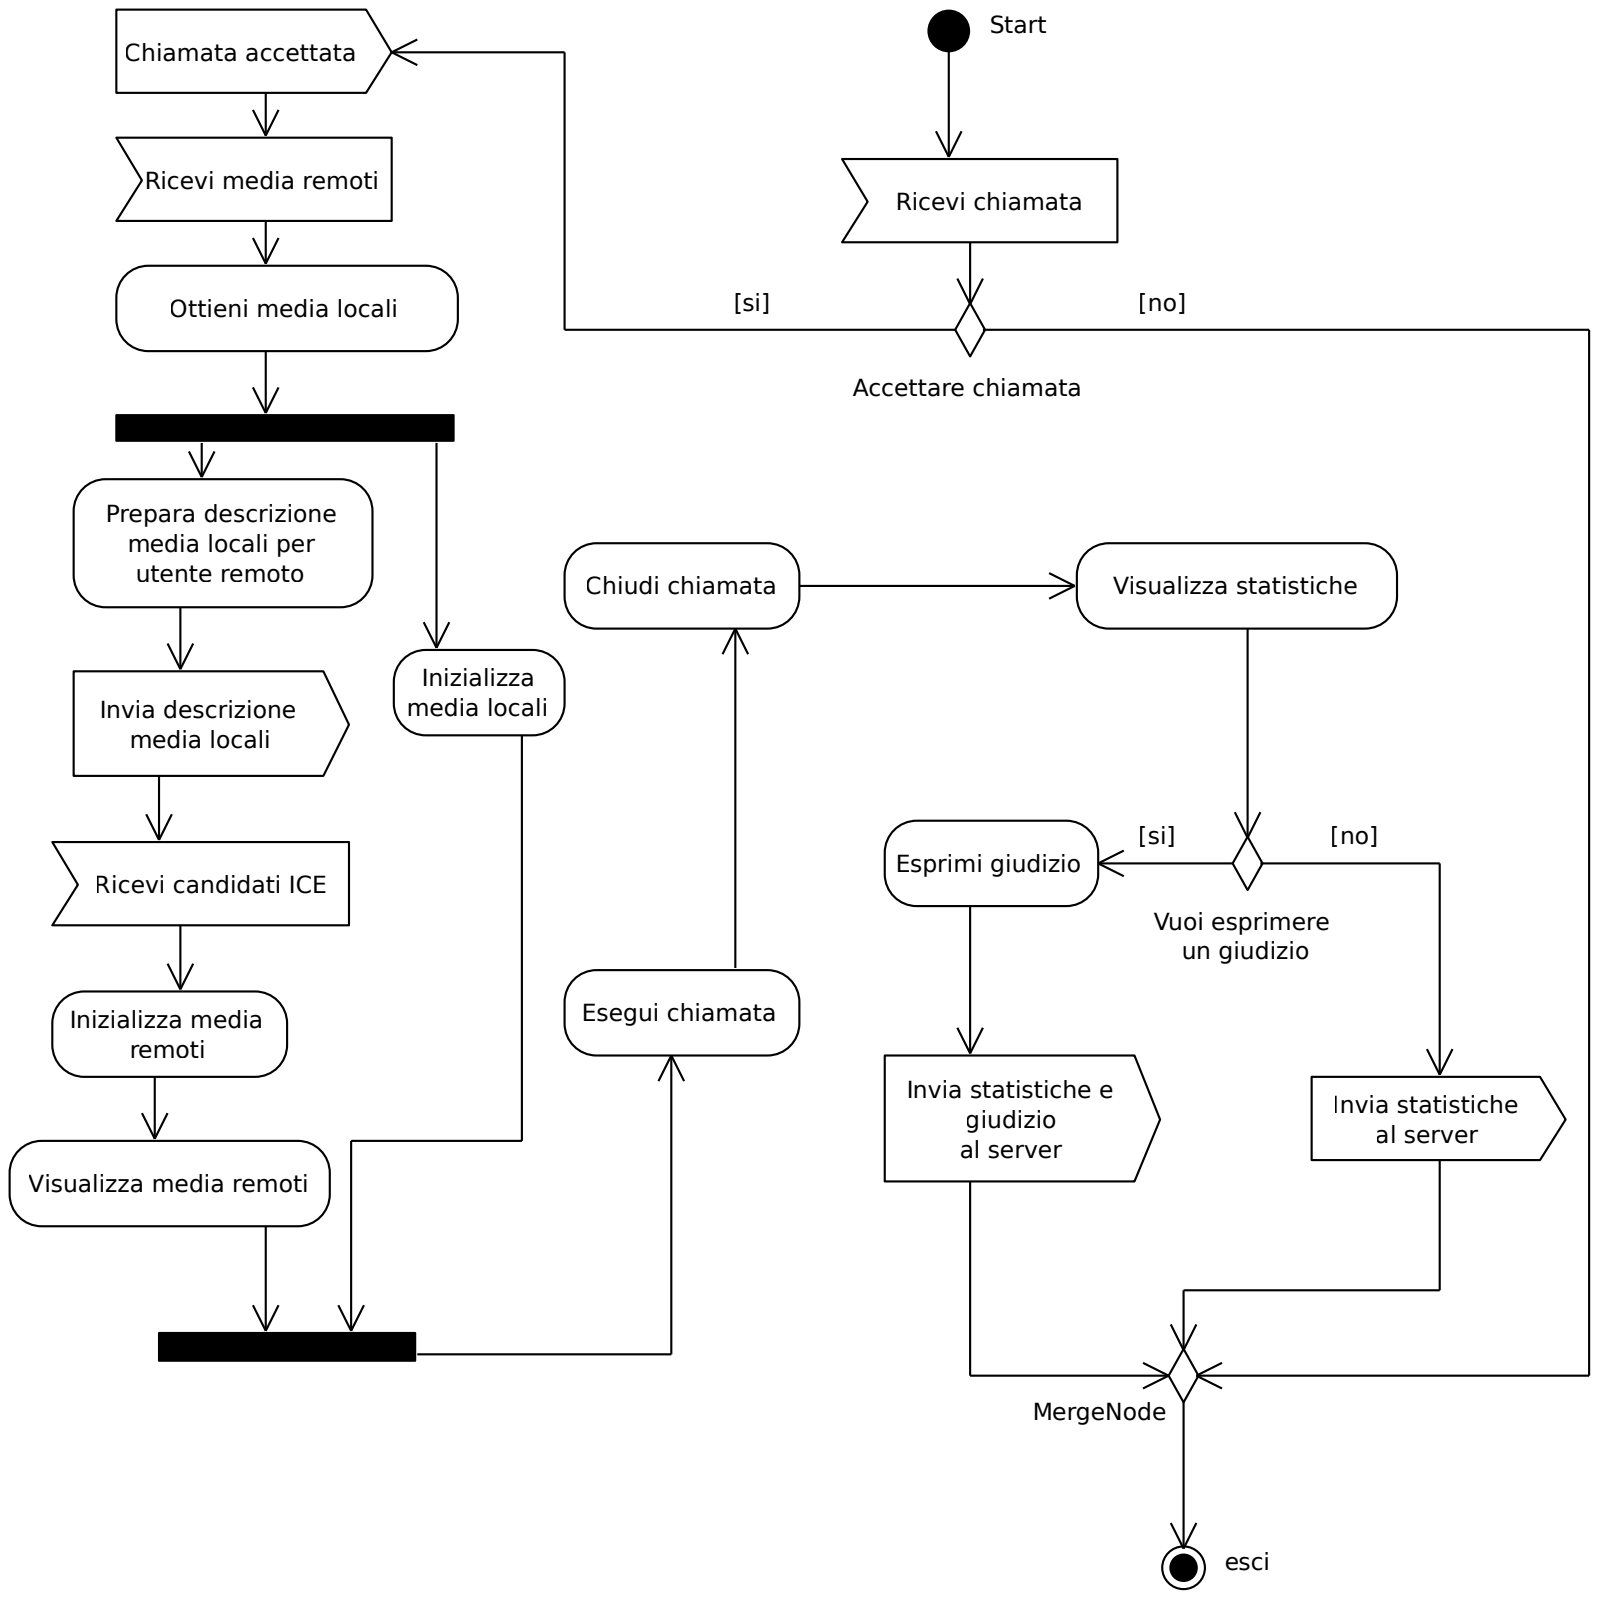 Start
Chiamata accettata
Ricevi media remoti
Ricevi chiamata
[si]
[no]
Ottieni media locali
Accettare chiamata
Prepara descrizione
media locali per
utente remoto
Chiudi chiamata
Visualizza statistiche
Inizializza
media locali
Invia descrizione
media locali
[si]
[no]
Esprimi giudizio
Ricevi candidati ICE
Vuoi esprimere
un giudizio
Inizializza media
remoti
Esegui chiamata
Invia statistiche e
giudizio
al server
Invia statistiche
al server
Visualizza media remoti
MergeNode
esci